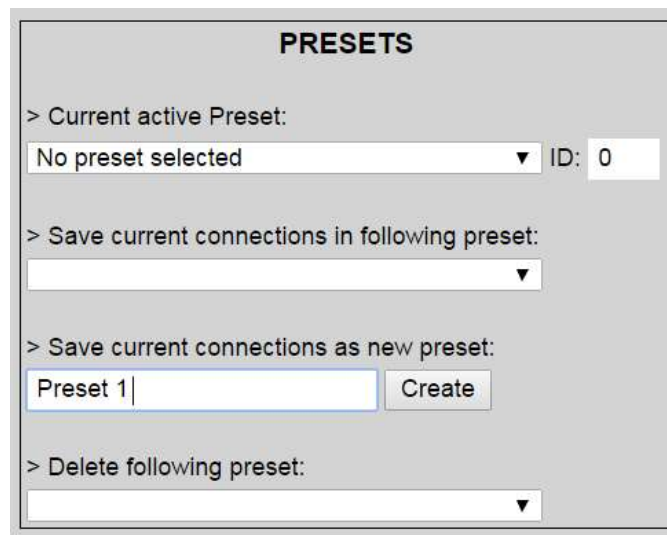 PRESETS
> Current active Preset:
No preset selected ▼ ID: 0
> Save current connections in following preset:
▼
> Save current connections as new preset:
Preset 1 Create
> Delete following preset:
▼